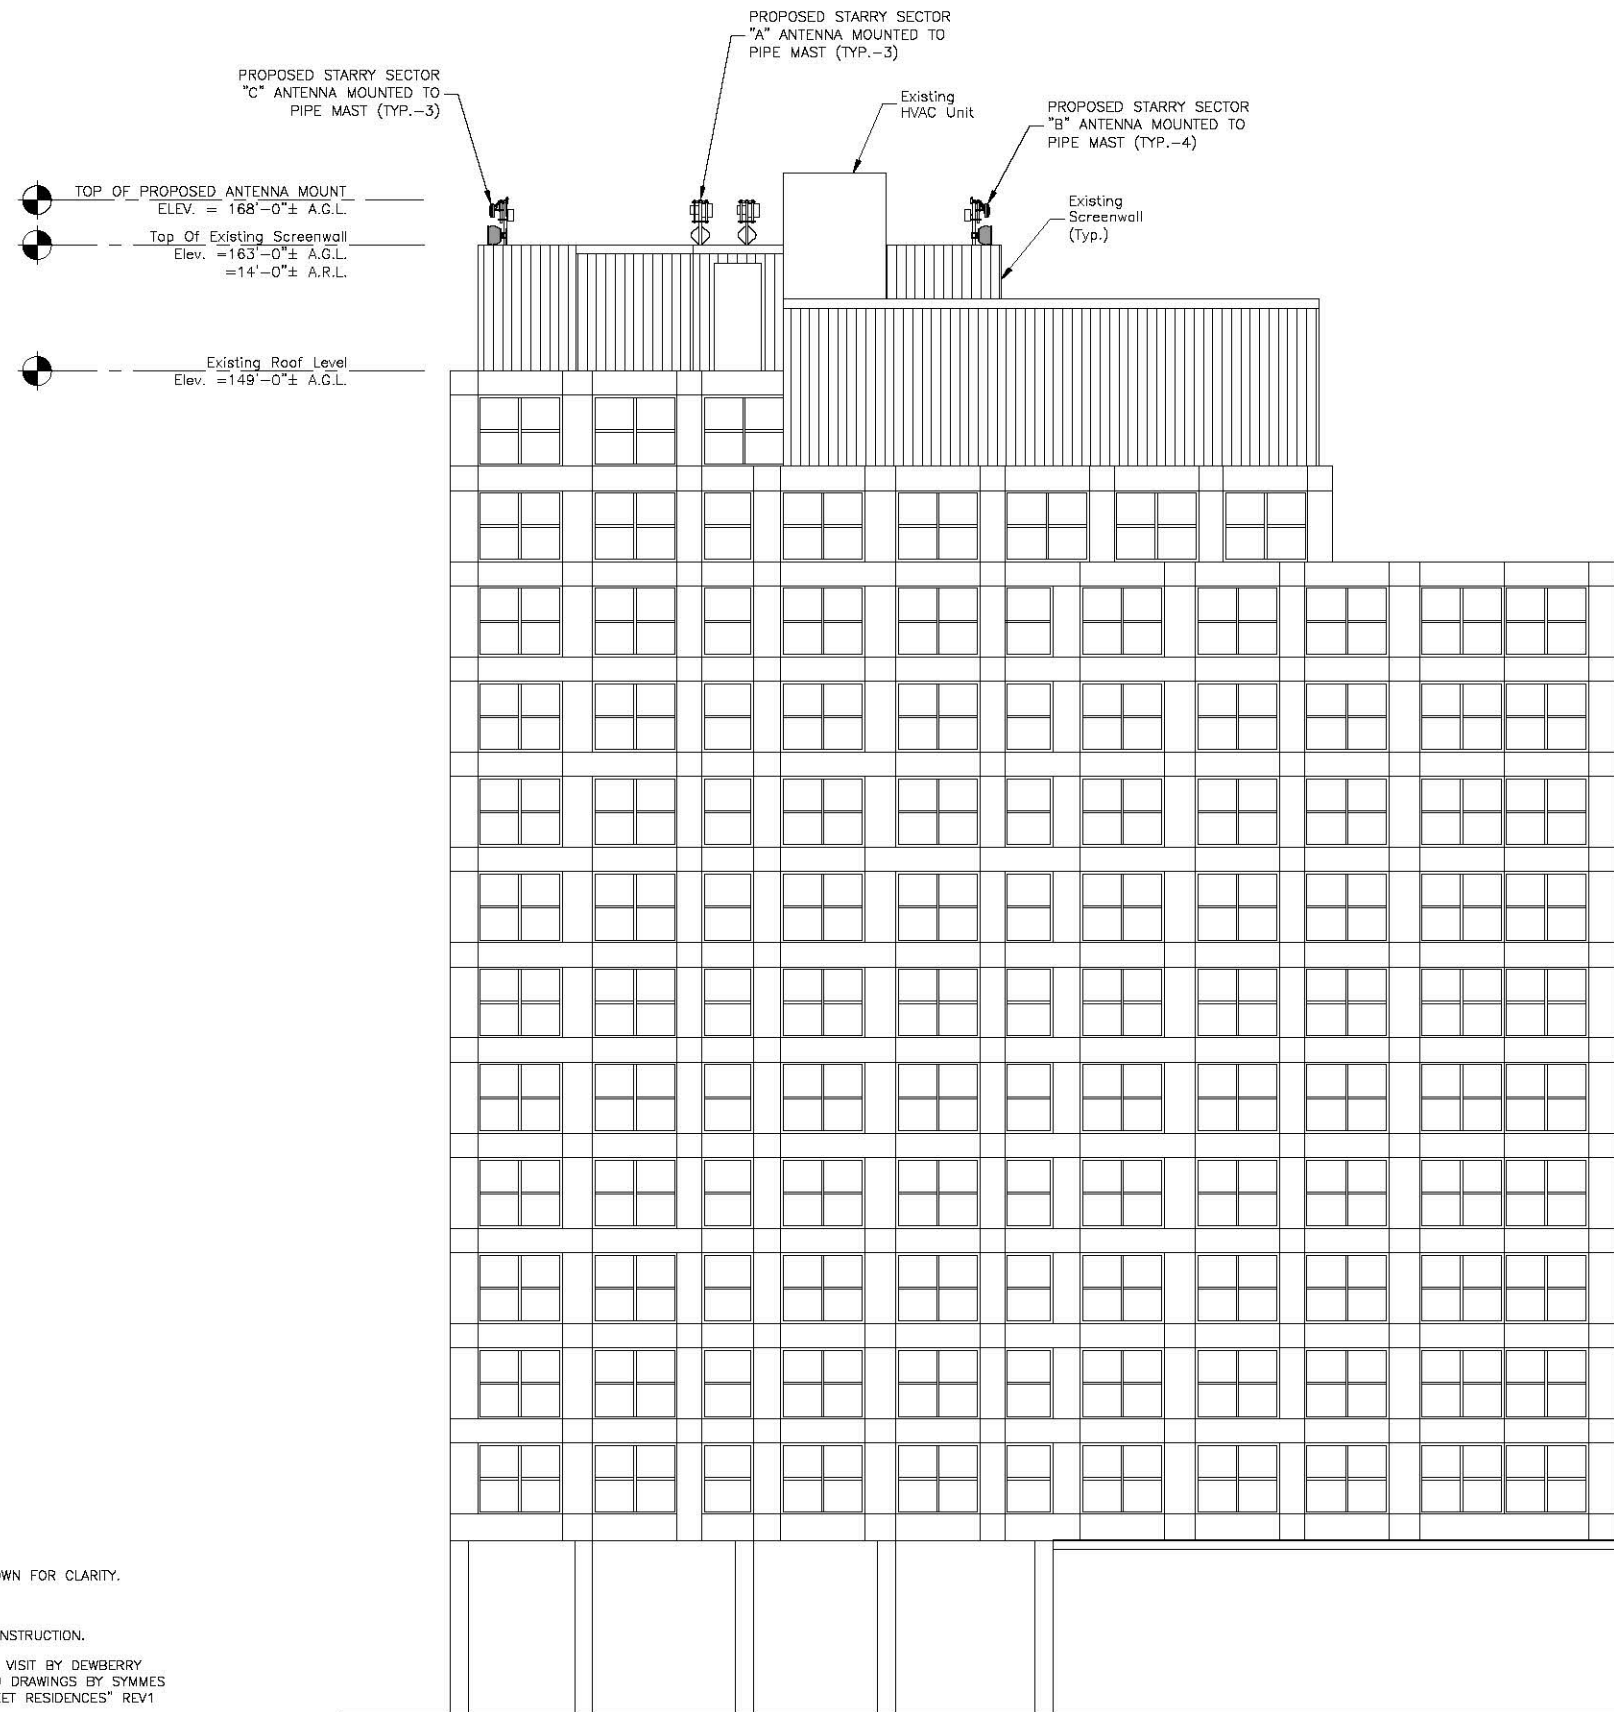 PROPOSED STARRY SECTOR
"A" ANTENNA MOUNTED TO
PIPE MAST (TYP.-3)
PROPOSED STARRY SECTOR
"C" ANTENNA MOUNTED TO
PIPE MAST (TYP.-3)
Existing
HVAC Unit
PROPOSED STARRY SECTOR
"B" ANTENNA MOUNTED TO
PIPE MAST (TYP.-4)
TOP OF PROPOSED ANTENNA MOUNT
ELEV. = 168'-0"± A.G.L.
Existing
Screenwall
(Typ.)
Top Of Existing Screenwall
Elev. =163'-0"± A.G.L.
=14'-0"± A.R.L.
Existing Roof Level
Elev. =149'-0"± A.G.L.
OWN FOR CLARITY.
NSTRUCTION.
VISIT BY DEWBERRY
DRAWINGS BY SYMMES
EET RESIDENCES" REV1